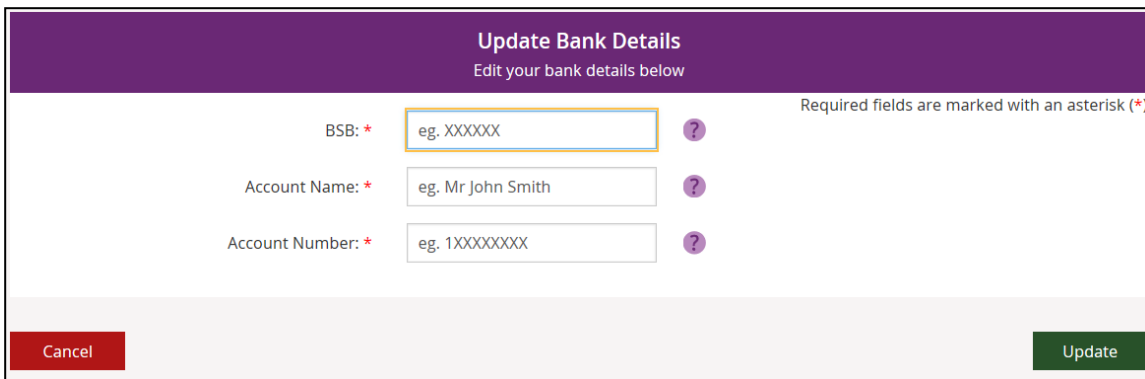 Update Bank Details
Edit your bank details below
Required fields are marked with an asterisk (*)
BSB: * eg. XXXXXX ?
Account Name: * eg. Mr John Smith ?
Account Number: * eg. 1XXXXXXXX ?
Cancel Update